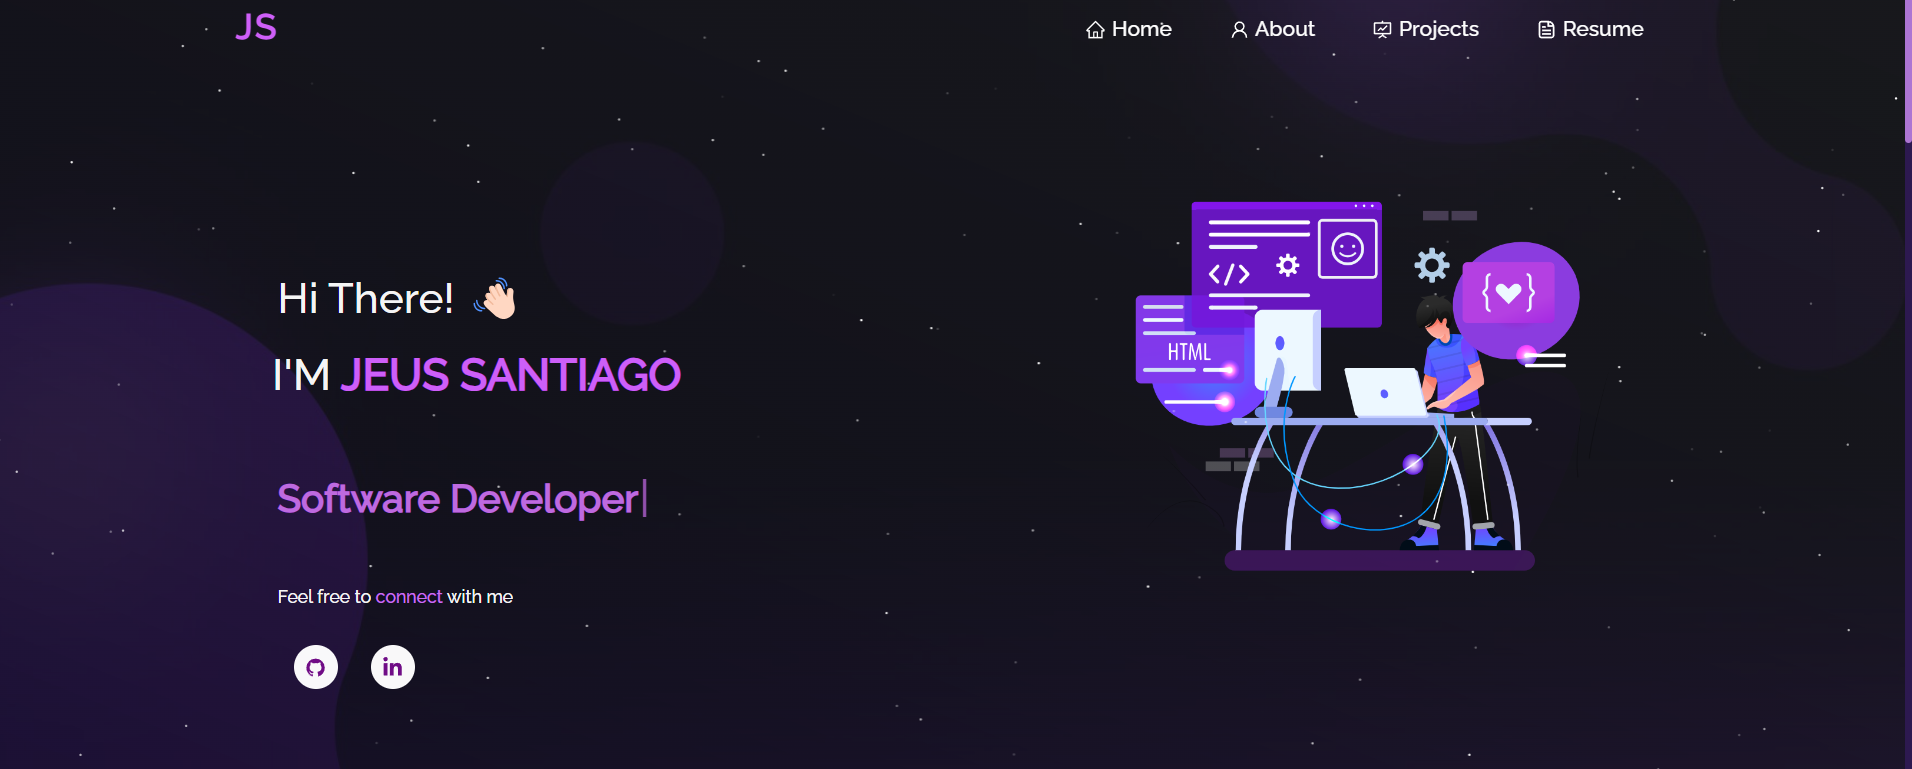 JS
Home
About
Projects
Resume
Hi There!
I'M JEUS SANTIAGO
Software Developer
Feel free to connect with me
in
HTML